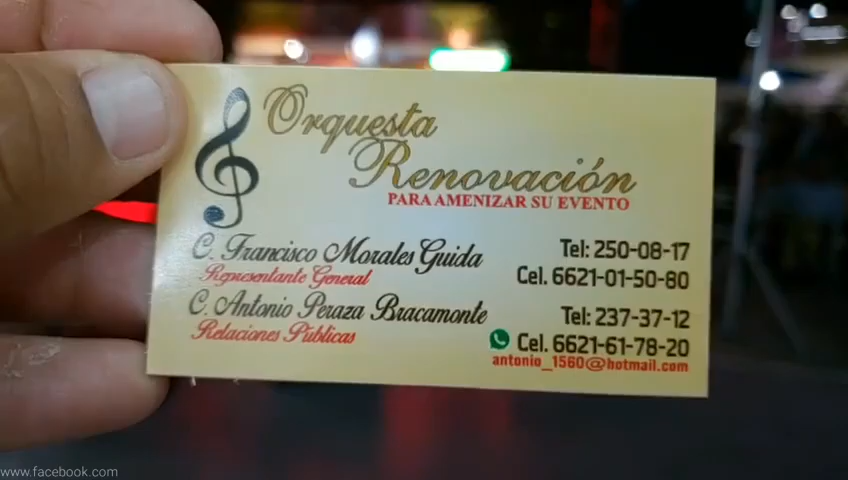 Orquesta
Renovación
PARA AMENIZAR SU EVENTO
C. Francisco Morales Guida
Representante General
Tel: 250-08-17
Cel. 6621-01-50-80
C. Antonio Peraza Bracamonte
Relaciones Públicas
Tel: 237-37-12
Cel. 6621-61-78-20
antonio_1560@hotmail.com
www.facebook.com